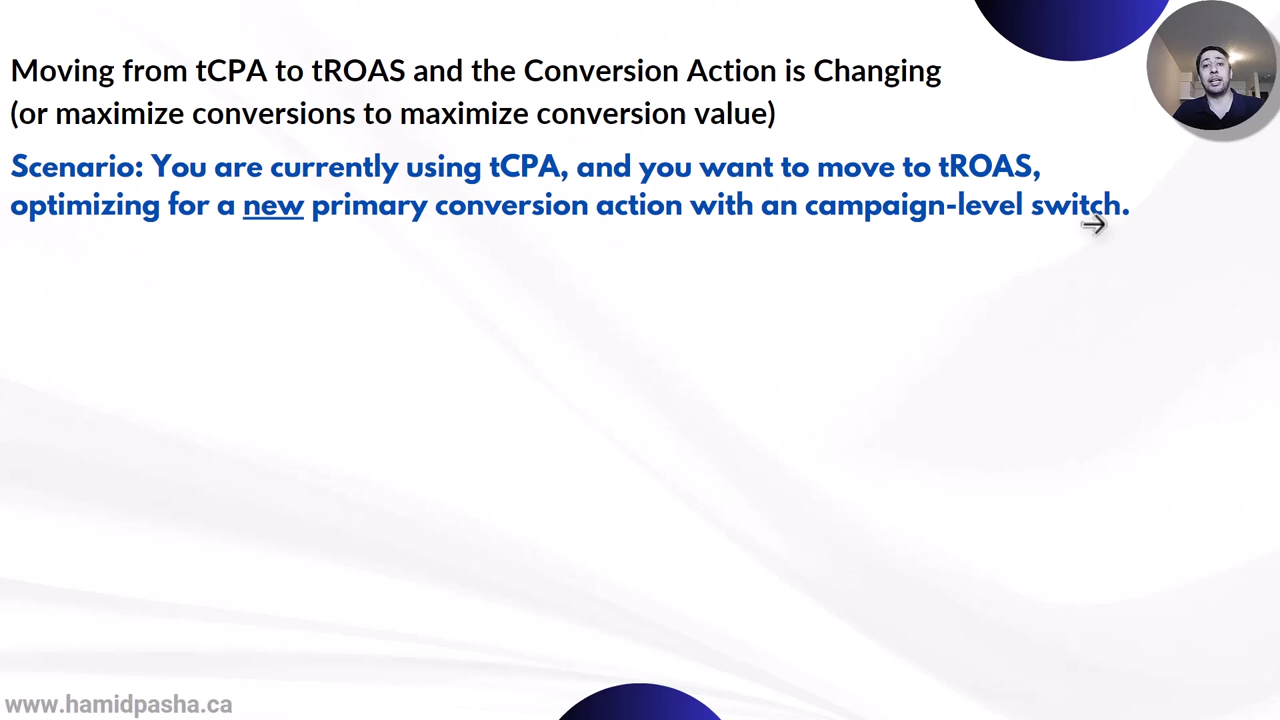 Moving from tCPA to tROAS and the Conversion Action is Changing
(or maximize conversions to maximize conversion value)
Scenario: You are currently using tCPA, and you want to move to tROAS,
optimizing for a new primary conversion action with an campaign-level switch.
www.hamidpasha.ca